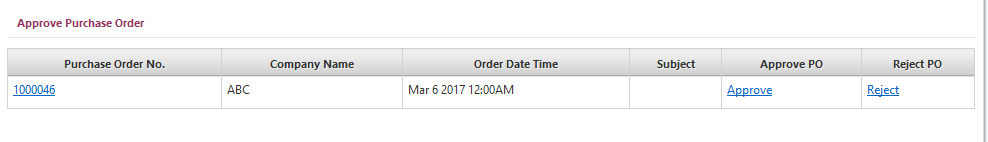 Approve Purchase Order
Purchase Order No. Company Name Order Date Time Subject Approve PO Reject PO
1000046 ABC Mar 6 2017 12:00AM Approve Reject